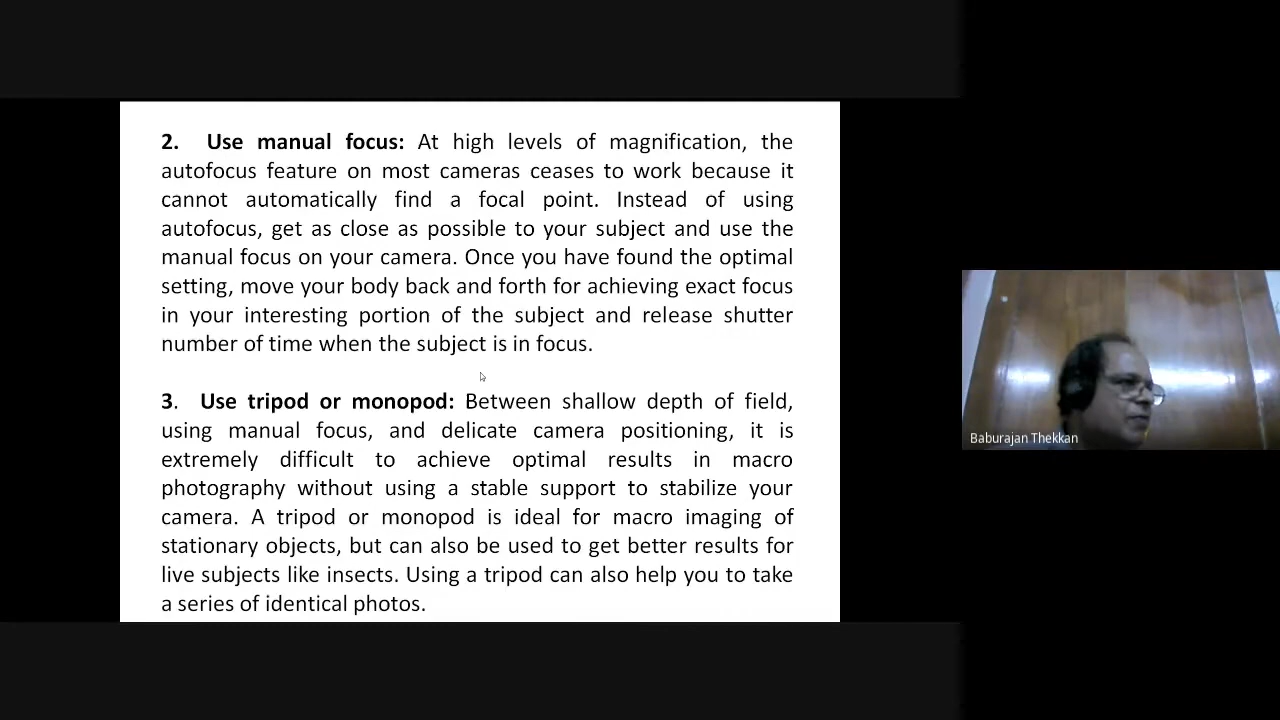 2. Use manual focus: At high levels of magnification, the
autofocus feature on most cameras ceases to work because it
cannot automatically find a focal point. Instead of using
autofocus, get as close as possible to your subject and use the
manual focus on your camera. Once you have found the optimal
setting, move your body back and forth for achieving exact focus
in your interesting portion of the subject and release shutter
number of time when the subject is in focus.
3. Use tripod or monopod: Between shallow depth of field,
using manual focus, and delicate camera positioning, it is
extremely difficult to achieve optimal results in macro
photography without using a stable support to stabilize your
camera. A tripod or monopod is ideal for macro imaging of
stationary objects, but can also be used to get better results for
live subjects like insects. Using a tripod can also help you to take
a series of identical photos.
Baburajan Thekkan